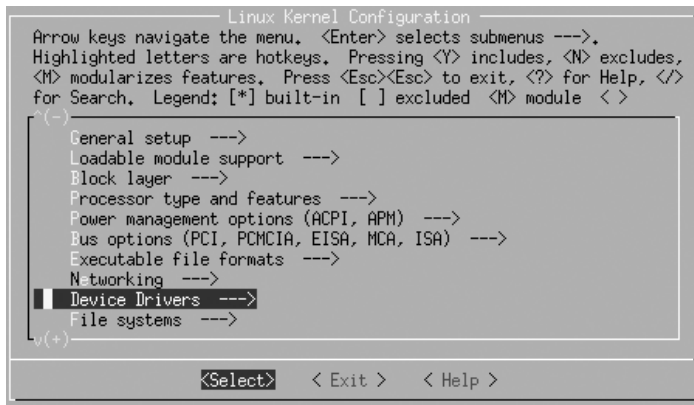 Linux Kernel Configuration
Arrow keys navigate the menu.  <Enter> selects submenus --->.
Highlighted letters are hotkeys.  Pressing <Y> includes, <N> excludes,
<M> modularizes features.  Press <Esc><Esc> to exit, <?> for Help, </>
for Search.  Legend: [*] built-in  [ ] excluded  <M> module  < >
^(-)
General setup  --->
Loadable module support  --->
Block layer  --->
Processor type and features  --->
Power management options (ACPI, APM)  --->
Bus options (PCI, PCMCIA, EISA, MCA, ISA)  --->
Executable file formats  --->
Networking  --->
Device Drivers  --->
File systems  --->
v(+)
<Select>    < Exit >    < Help >